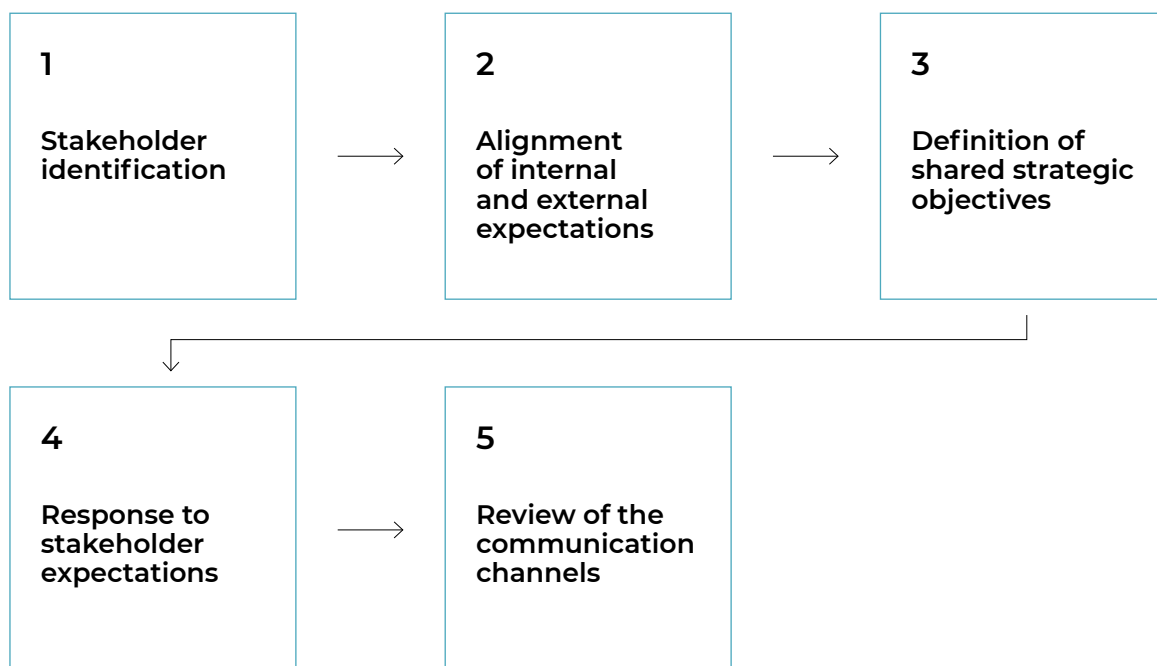 1
Stakeholder
identification
2
Alignment
of internal
and external
expectations
3
Definition of
shared strategic
objectives
4
Response to
stakeholder
expectations
5
Review of the
communication
channels